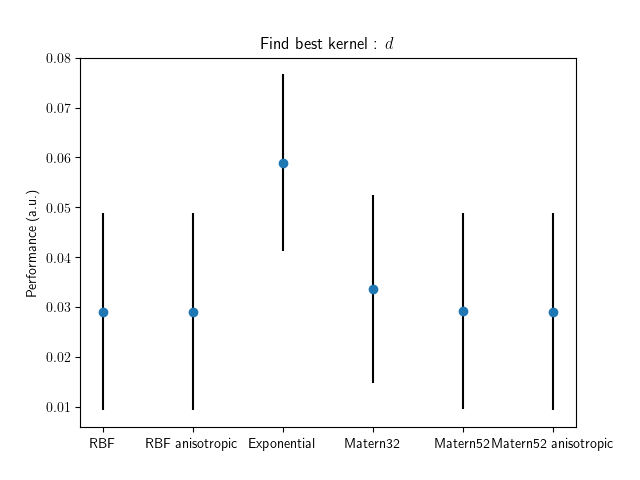 Find best kernel : d
0.08
0.07
0.06
0.05
0.04
0.03
0.02
0.01
Performance (a.u.)
RBF RBF anisotropic Exponential Matern32 Matern52 Matern52 anisotropic